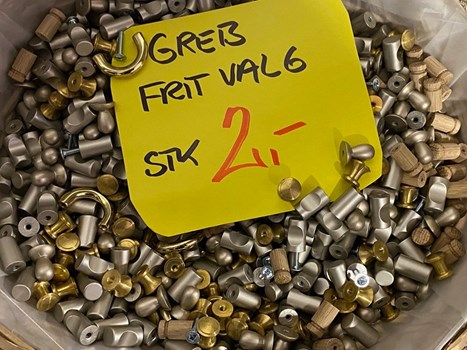 GREB
FRIT VALG
STK 2,-